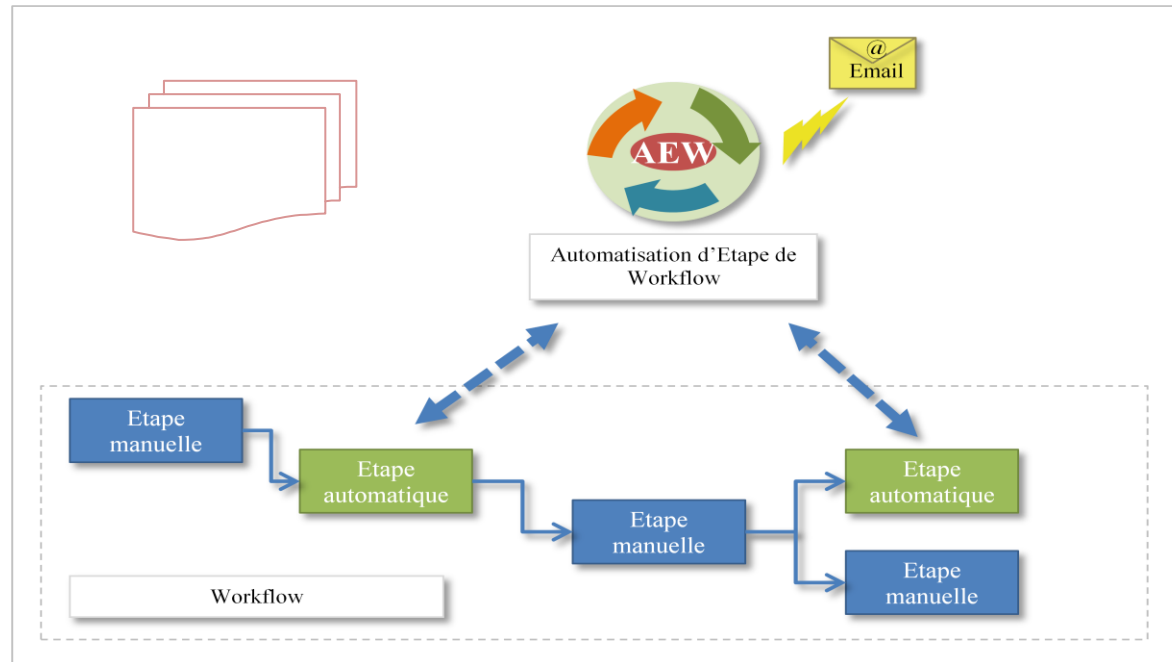 @
Email
AEW
Automatisation d’Etape de
Workflow
Etape
manuelle
Etape
automatique
Etape
manuelle
Etape
automatique
Etape
manuelle
Workflow